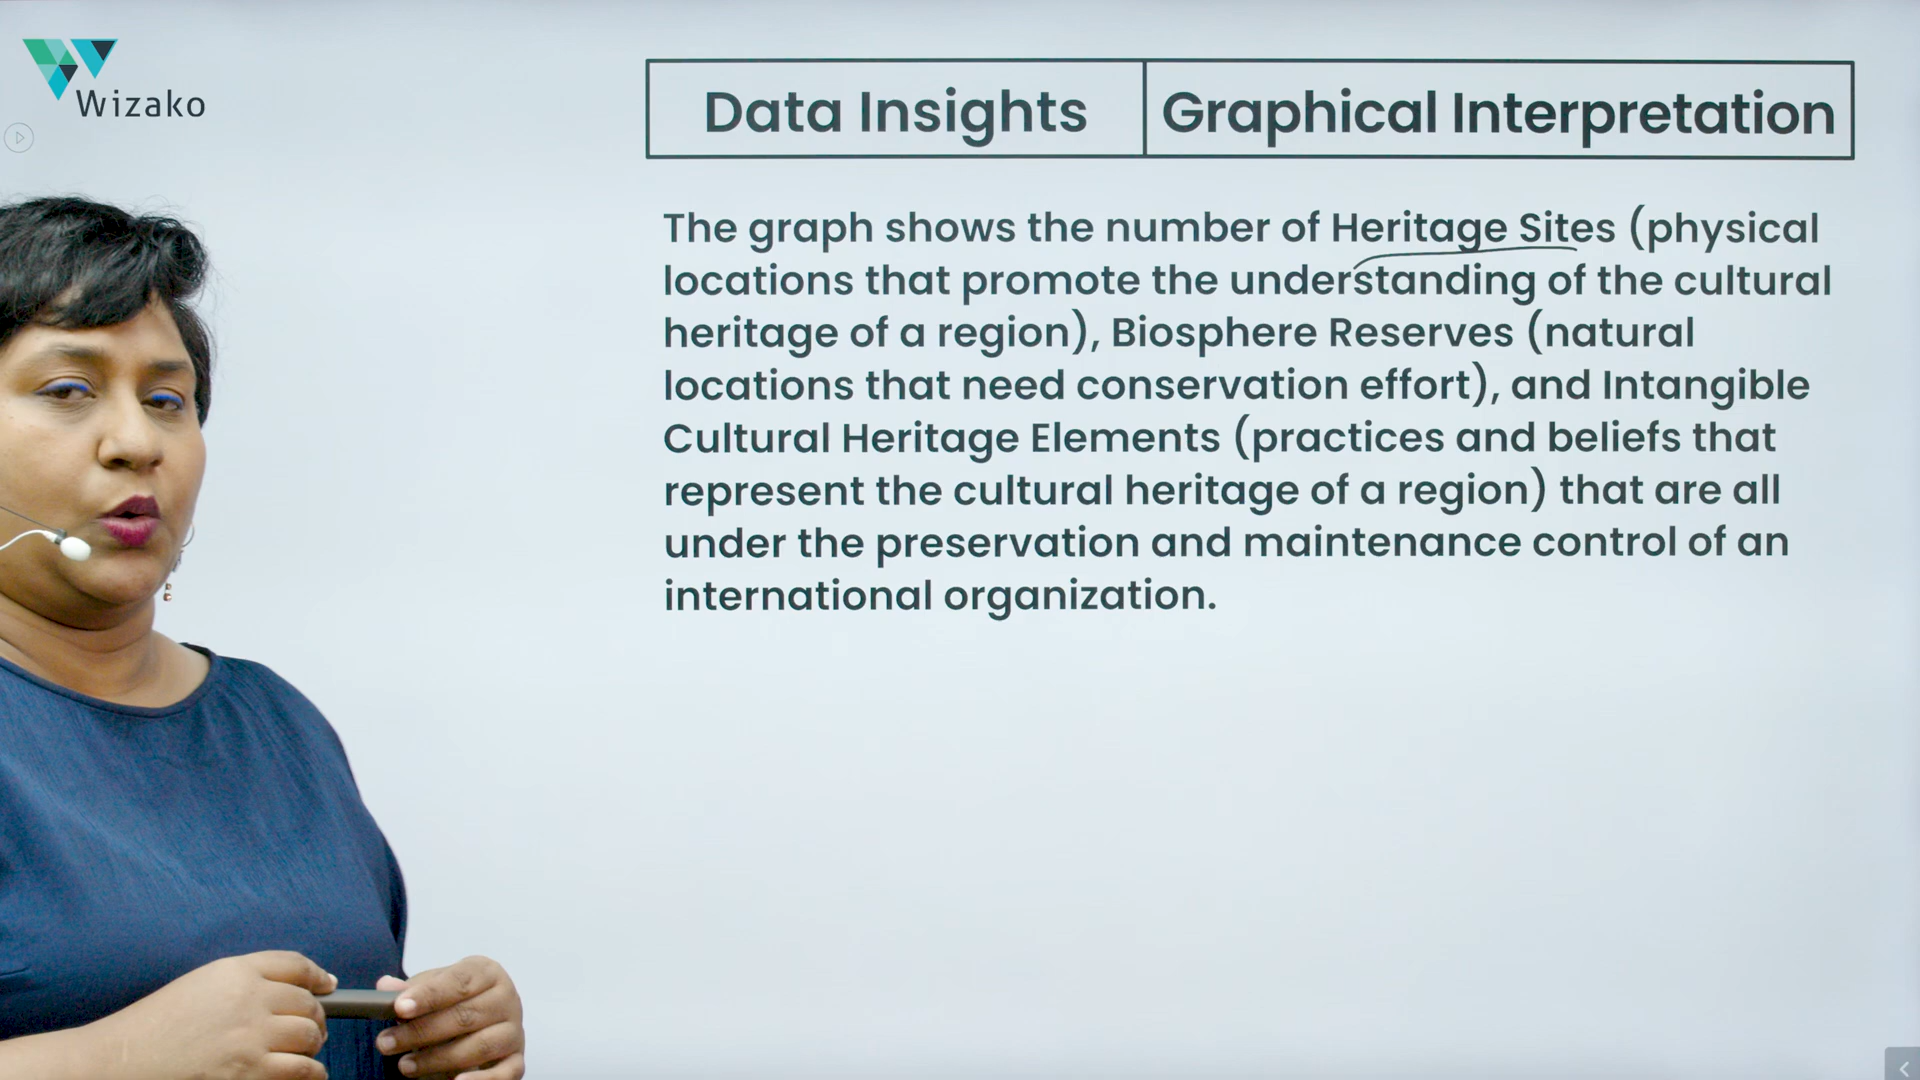 Wizako
Data Insights Graphical Interpretation
The graph shows the number of Heritage Sites (physical
locations that promote the understanding of the cultural
heritage of a region), Biosphere Reserves (natural
locations that need conservation effort), and Intangible
Cultural Heritage Elements (practices and beliefs that
represent the cultural heritage of a region) that are all
under the preservation and maintenance control of an
international organization.